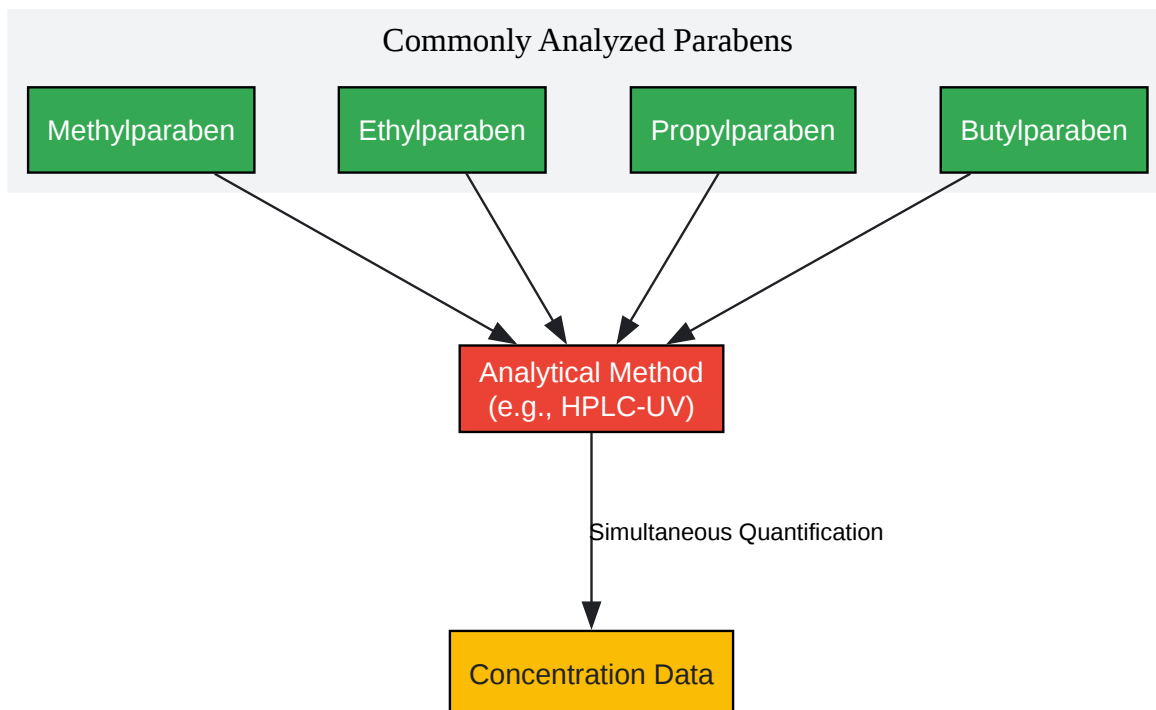 Commonly Analyzed Parabens
Methylparaben
Ethylparaben
Propylparaben
Butylparaben
Analytical Method
(e.g., HPLC-UV)
Simultaneous Quantification
Concentration Data